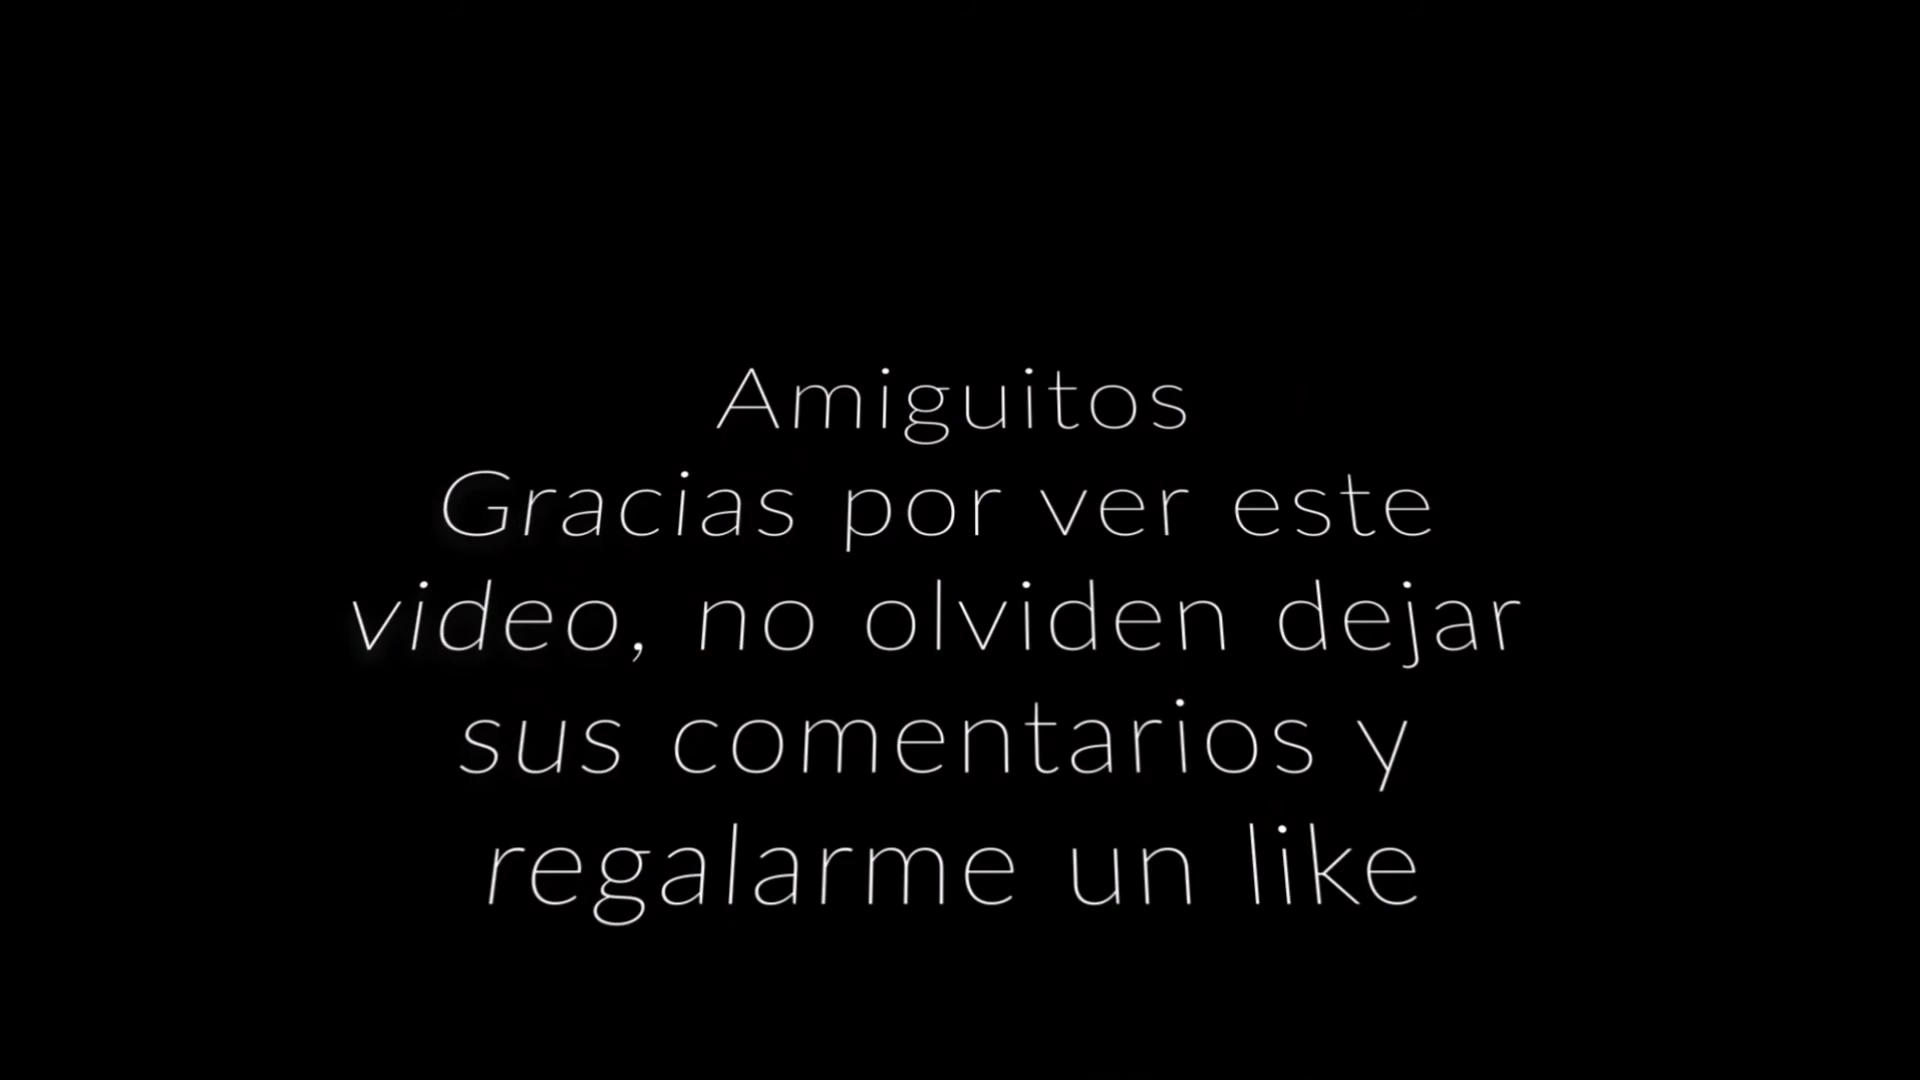 Amiguitos
Gracias por ver este
video, no olviden dejar
sus comentarios y
regalarme un like